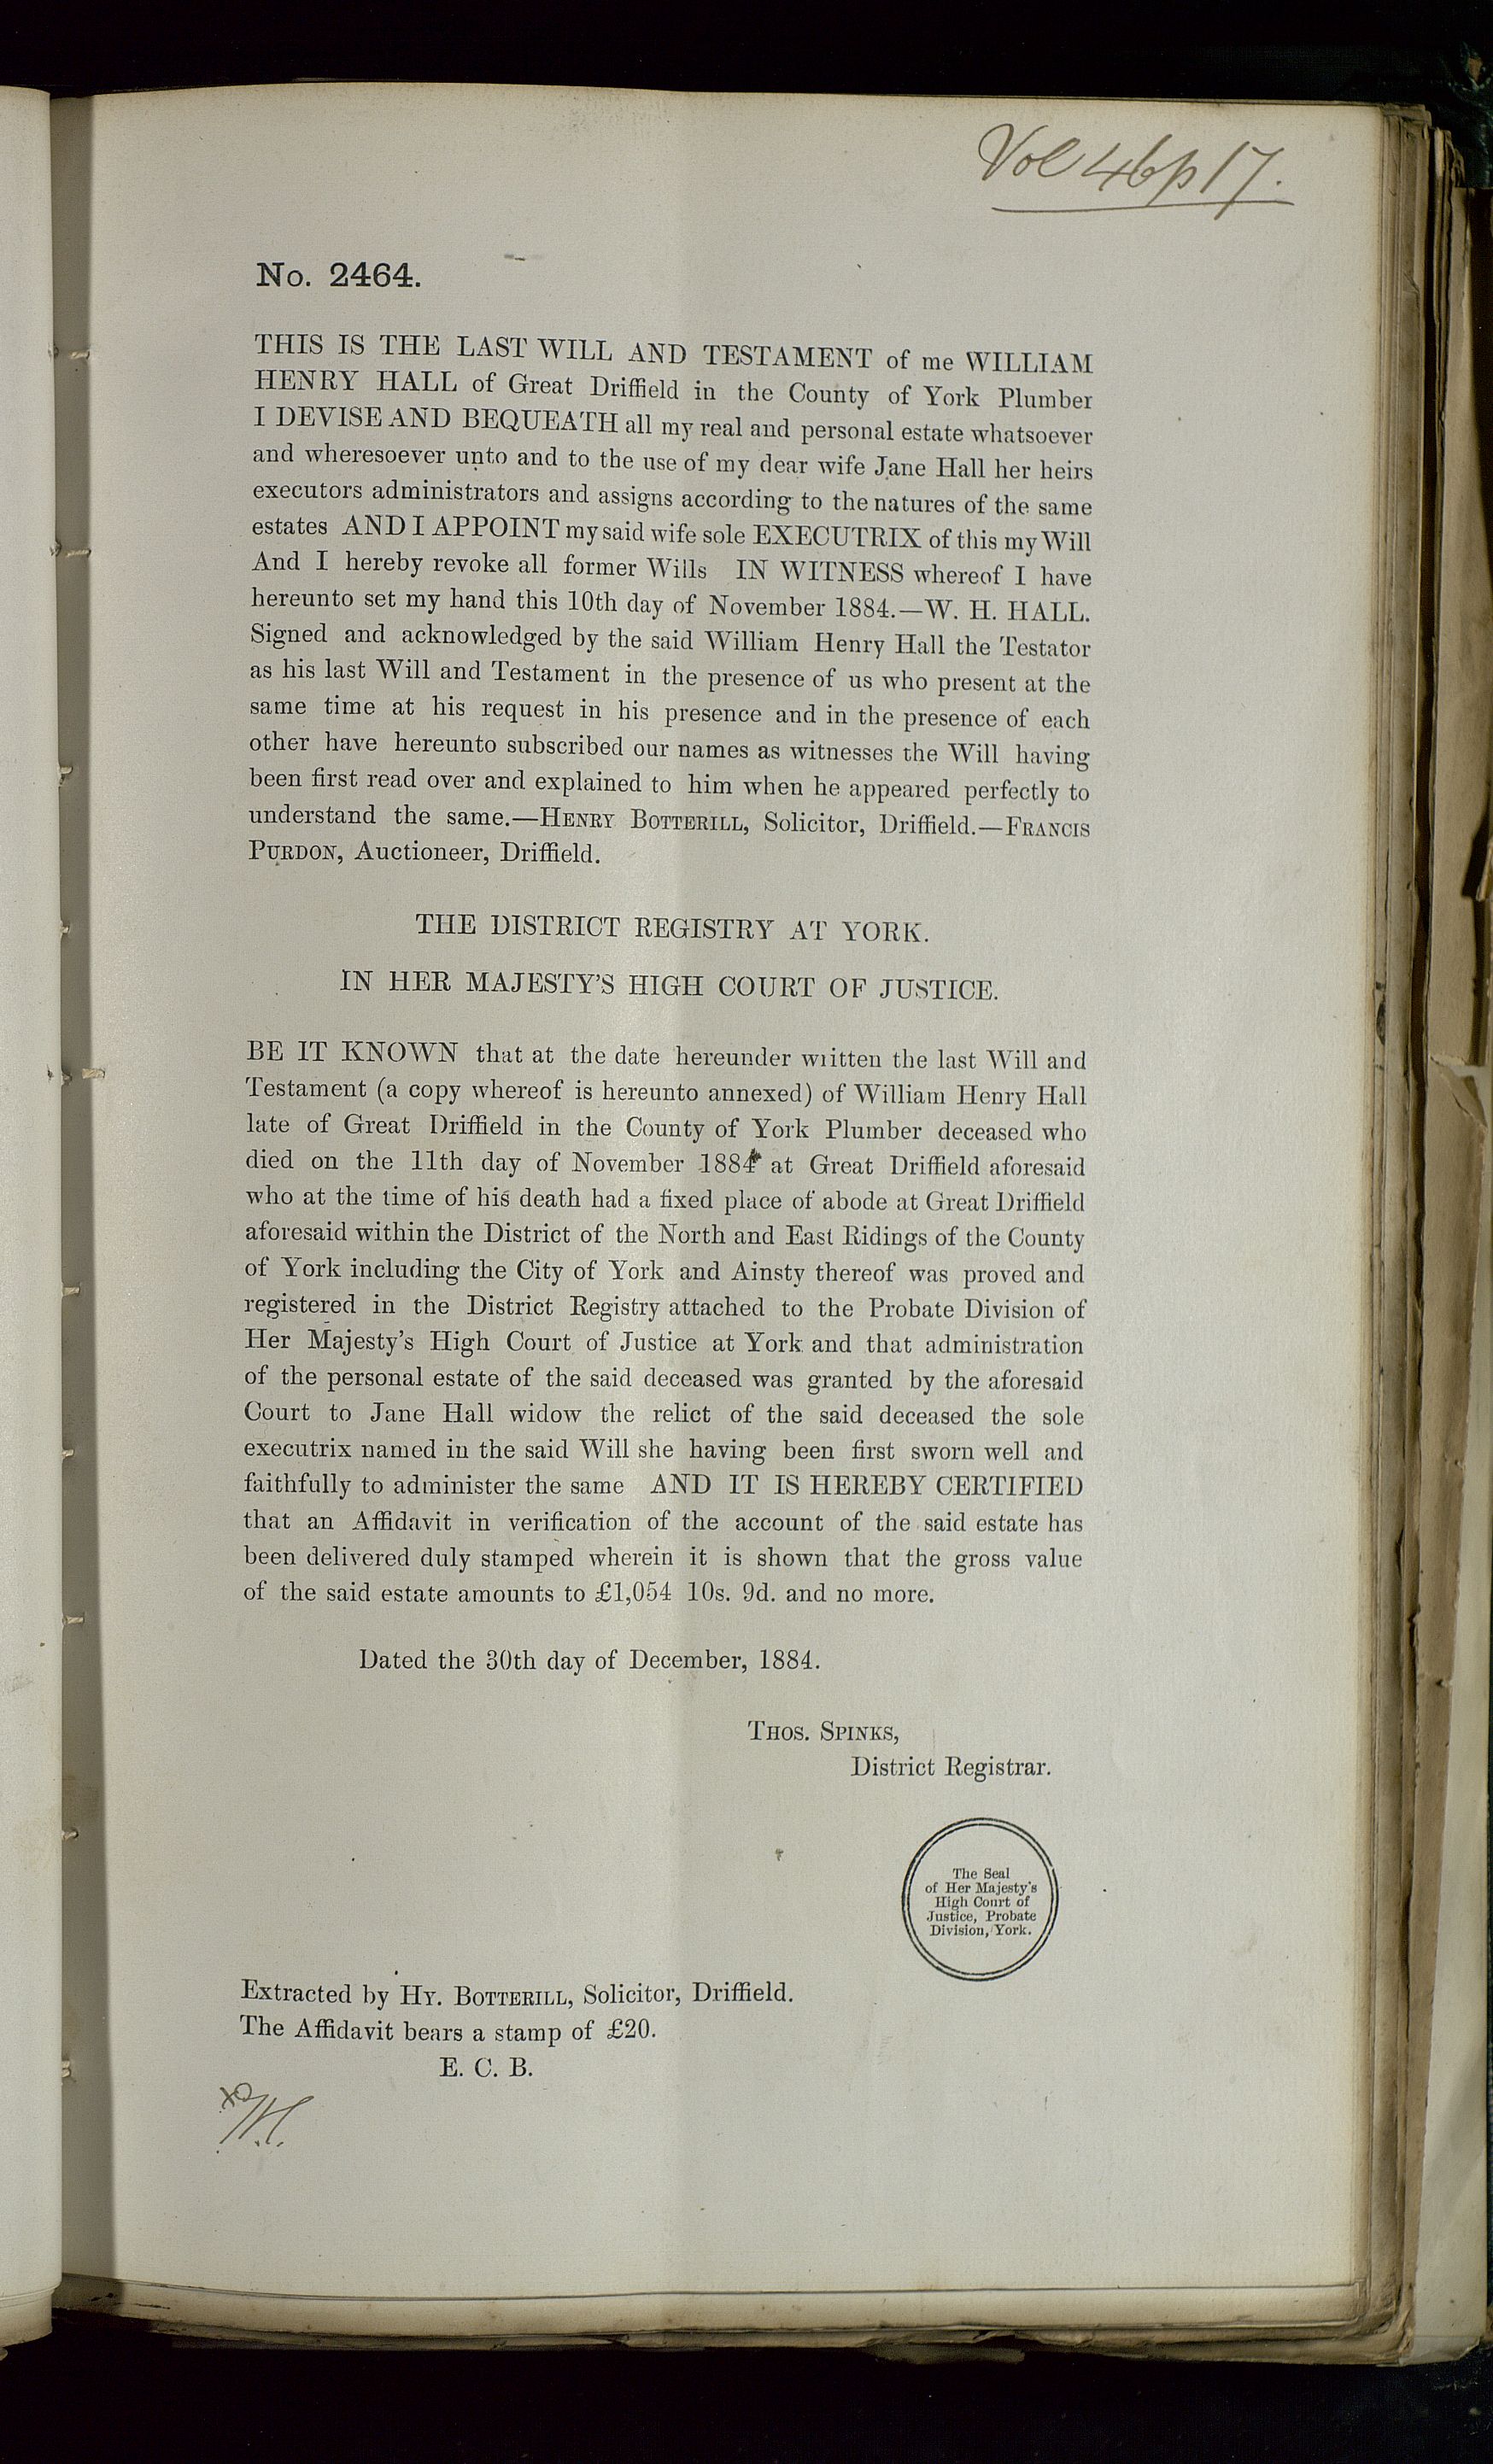 Vol 46 p 17.
No. 2464.
THIS IS THE LAST WILL AND TESTAMENT of me WILLIAM
HENRY HALL of Great Driffield in the County of York Plumber
I DEVISE AND BEQUEATH all my real and personal estate whatsoever
and wheresoever unto and to the use of my dear wife Jane Hall her heirs
executors administrators and assigns according to the natures of the same
estates AND I APPOINT my said wife sole EXECUTRIX of this my Will
And I hereby revoke all former Wills IN WITNESS whereof I have
hereunto set my hand this 10th day of November 1884.—W. H. HALL.
Signed and acknowledged by the said William Henry Hall the Testator
as his last Will and Testament in the presence of us who present at the
same time at his request in his presence and in the presence of each
other have hereunto subscribed our names as witnesses the Will having
been first read over and explained to him when he appeared perfectly to
understand the same.—HENRY BOTTERILL, Solicitor, Driffield.—FRANCIS
PURDON, Auctioneer, Driffield.
THE DISTRICT REGISTRY AT YORK.
IN HER MAJESTY'S HIGH COURT OF JUSTICE.
BE IT KNOWN that at the date hereunder written the last Will and
Testament (a copy whereof is hereunto annexed) of William Henry Hall
late of Great Driffield in the County of York Plumber deceased who
died on the 11th day of November 1884 at Great Driffield aforesaid
who at the time of his death had a fixed place of abode at Great Driffield
aforesaid within the District of the North and East Ridings of the County
of York including the City of York and Ainsty thereof was proved and
registered in the District Registry attached to the Probate Division of
Her Majesty's High Court of Justice at York and that administration
of the personal estate of the said deceased was granted by the aforesaid
Court to Jane Hall widow the relict of the said deceased the sole
executrix named in the said Will she having been first sworn well and
faithfully to administer the same AND IT IS HEREBY CERTIFIED
that an Affidavit in verification of the account of the said estate has
been delivered duly stamped wherein it is shown that the gross value
of the said estate amounts to £1,054 10s. 9d. and no more.
Dated the 30th day of December, 1884.
THOS. SPINKS,
District Registrar.
The Seal
of Her Majesty's
High Court of
Justice, Probate
Division, York.
Extracted by HY. BOTTERILL, Solicitor, Driffield.
The Affidavit bears a stamp of £20.
E. C. B.